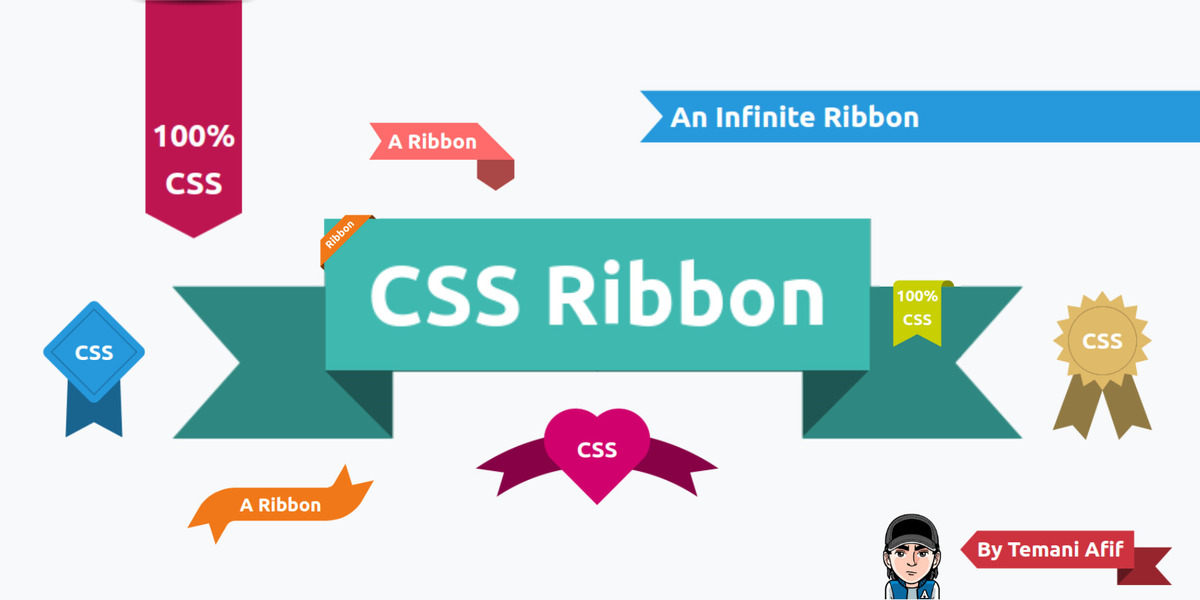 100%
CSS
A Ribbon
An Infinite Ribbon
Ribbon
CSS Ribbon
100%
CSS
CSS
CSS
CSS
A Ribbon
By Temani Afif